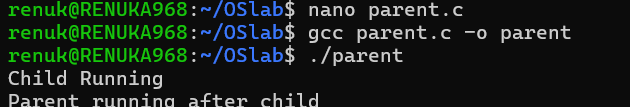 renuk@RENUKA968:~/OSlab$ nano parent.c
renuk@RENUKA968:~/OSlab$ gcc parent.c -o parent
renuk@RENUKA968:~/OSlab$ ./parent
Child Running
Parent running after child